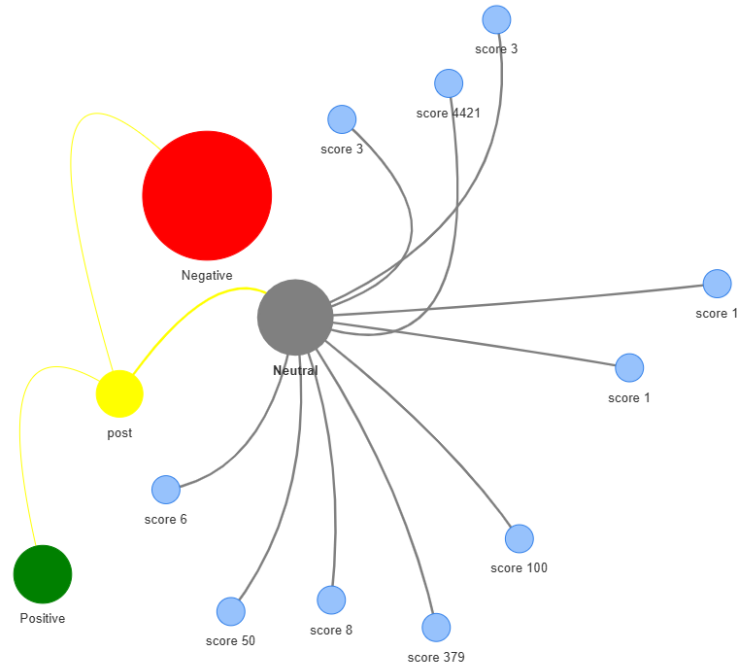 score 3
score 4421
score 3
Negative
score 1
Neutral
score 1
post
score 6
score 100
Positive
score 8
score 50
score 379